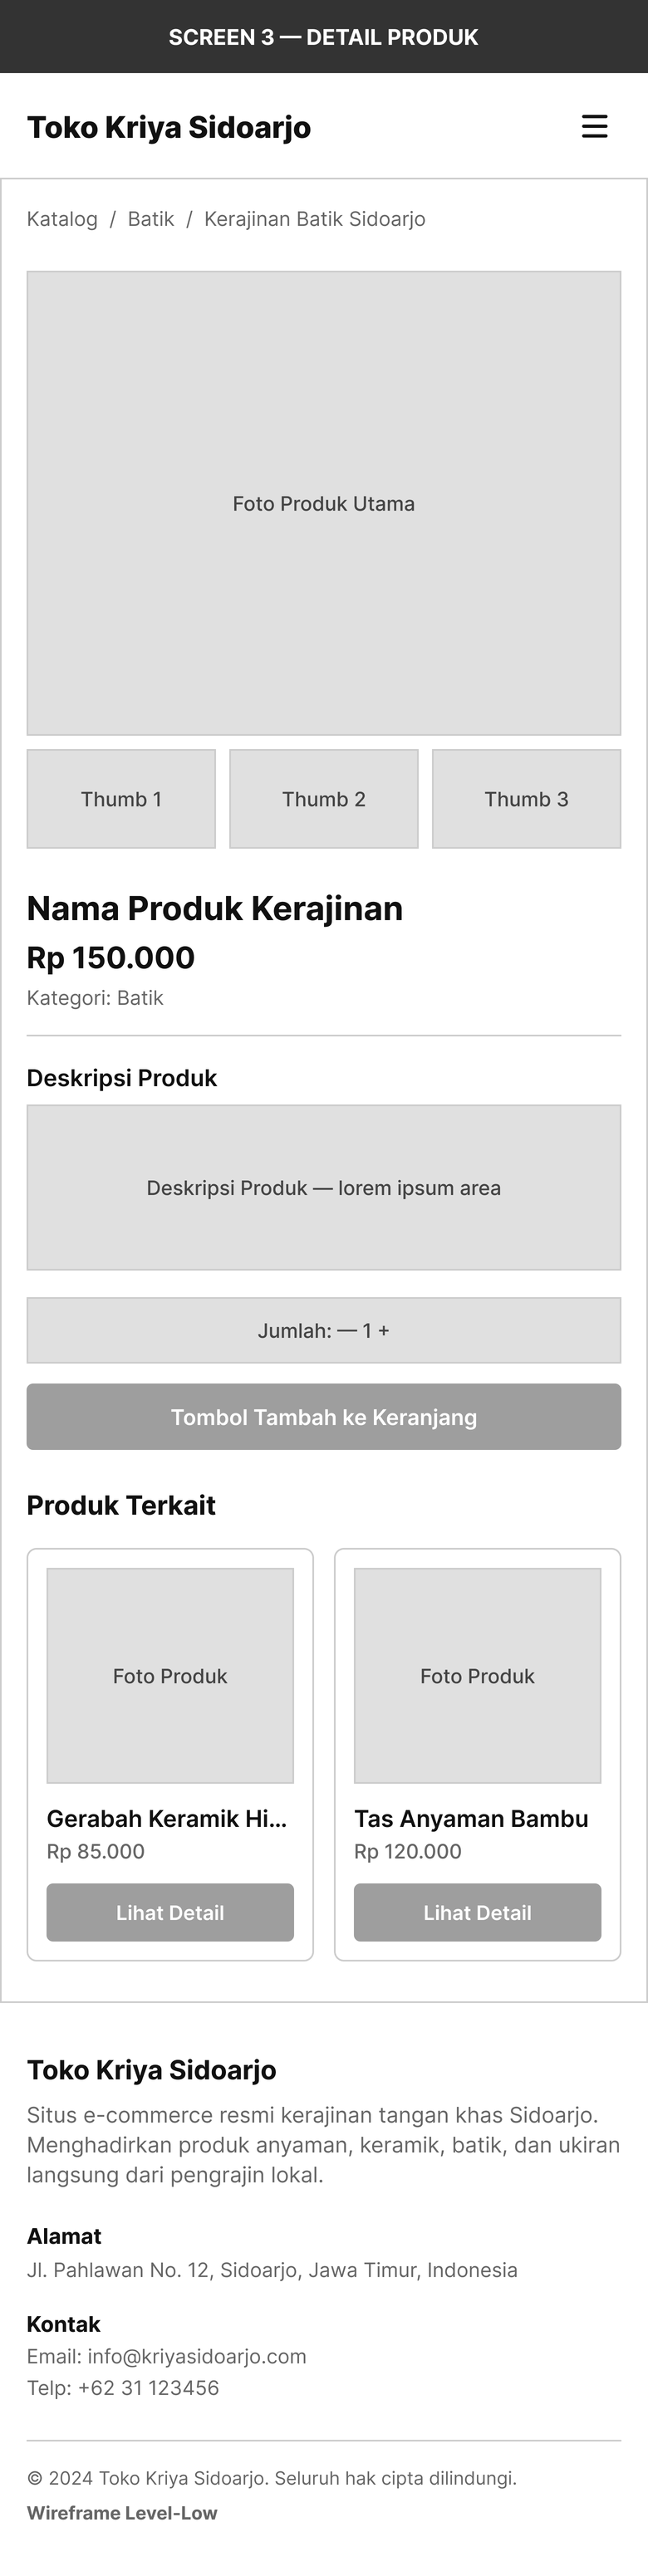 SCREEN 3 — DETAIL PRODUK
Toko Kriya Sidoarjo
Katalog / Batik / Kerajinan Batik Sidoarjo
Foto Produk Utama
Thumb 1
Thumb 2
Thumb 3
Nama Produk Kerajinan
Rp 150.000
Kategori: Batik
Deskripsi Produk
Deskripsi Produk — lorem ipsum area
Jumlah: — 1 +
Tombol Tambah ke Keranjang
Produk Terkait
Foto Produk
Gerabah Keramik Hi...
Rp 85.000
Lihat Detail
Foto Produk
Tas Anyaman Bambu
Rp 120.000
Lihat Detail
Toko Kriya Sidoarjo
Situs e-commerce resmi kerajinan tangan khas Sidoarjo.
Menghadirkan produk anyaman, keramik, batik, dan ukiran
langsung dari pengrajin lokal.
Alamat
Jl. Pahlawan No. 12, Sidoarjo, Jawa Timur, Indonesia
Kontak
Email: info@kriyasidoarjo.com
Telp: +62 31 123456
© 2024 Toko Kriya Sidoarjo. Seluruh hak cipta dilindungi.
Wireframe Level-Low